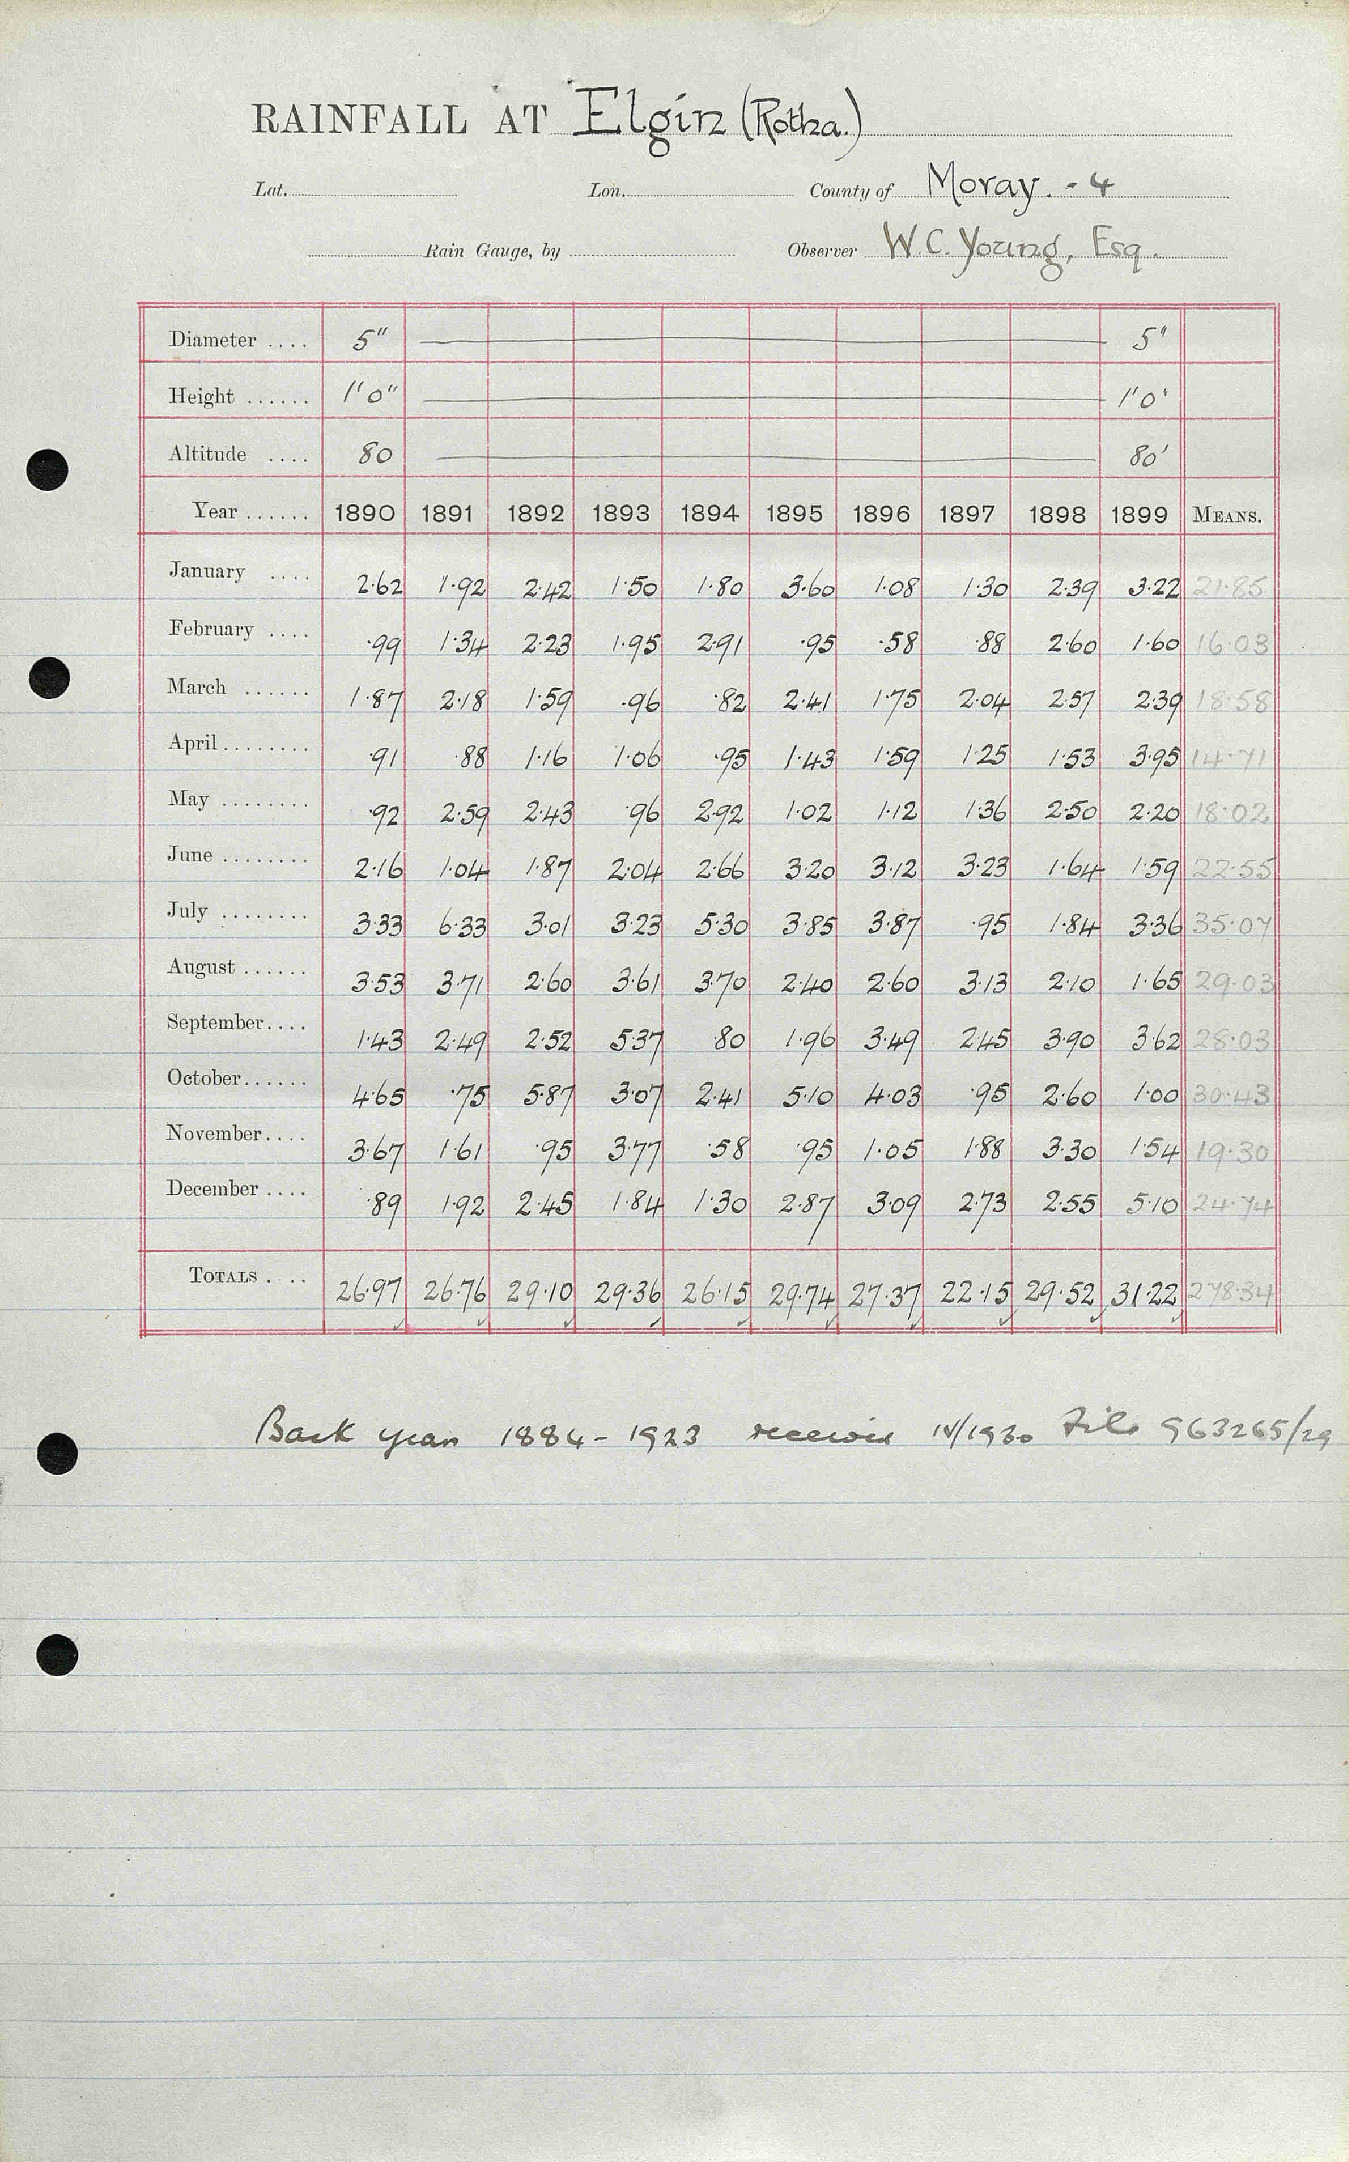 RAINFALL AT Elgin (Rotha.)
Lat. Lon. County of Moray. - 4
Rain Gauge, by Observer W. C. Young, Esq.
Diameter .... 5" 5'
Height ...... 1'0" 1'0'
Altitude .... 80 80'
Year ...... 1890 1891 1892 1893 1894 1895 1896 1897 1898 1899 MEANS.
January .... 2.62 1.92 2.42 1.50 1.80 3.60 1.08 1.30 2.39 3.22 21.85
February .... .99 1.34 2.23 1.95 2.91 .95 .58 .88 2.60 1.60 16.03
March ...... 1.87 2.18 1.59 .96 .82 2.41 1.75 2.04 2.57 2.39 18.58
April ........ .91 .88 1.16 1.06 .95 1.43 1.59 1.25 1.53 3.95 14.71
May ........ .92 2.59 2.43 .96 2.92 1.02 1.12 1.36 2.50 2.20 18.02
June ........ 2.16 1.04 1.87 2.04 2.66 3.20 3.12 3.23 1.64 1.59 22.55
July ........ 3.33 6.33 3.01 3.23 5.30 3.85 3.87 .95 1.84 3.36 35.07
August ...... 3.53 3.71 2.60 3.61 3.70 2.40 2.60 3.13 2.10 1.65 29.03
September .... 1.43 2.49 2.52 5.37 .80 1.96 3.49 2.45 3.90 3.62 28.03
October ...... 4.65 .75 5.87 3.07 2.41 5.10 4.03 .95 2.60 1.00 30.43
November .... 3.67 1.61 .95 3.77 .58 .95 1.05 1.88 3.30 1.54 19.30
December .... .89 1.92 2.45 1.84 1.30 2.87 3.09 2.73 2.55 5.10 24.74
TOTALS . .. 26.97 26.76 29.10 29.36 26.15 29.74 27.37 22.15 29.52 31.22 278.34
Back years 1884 - 1923 received IV/1930 File 963265/29